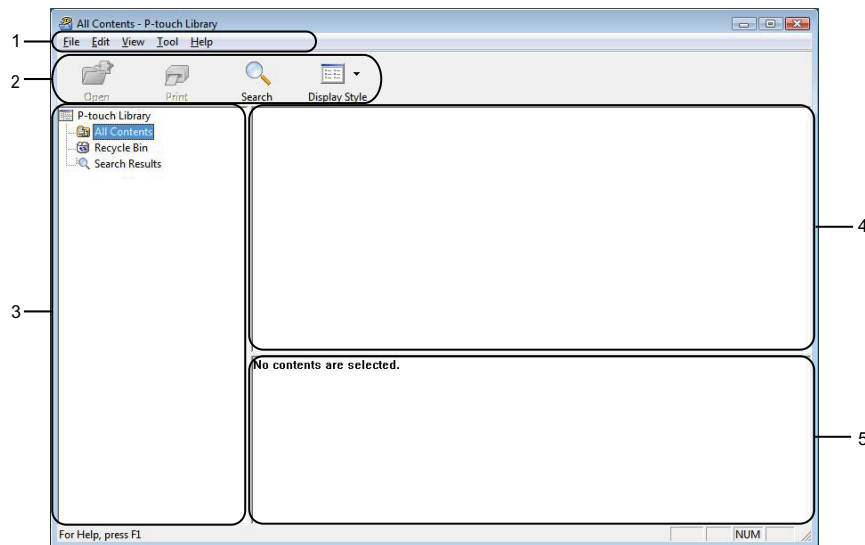 All Contents - P-touch Library
1
File Edit View Tool Help
2
Open Print Search Display Style
P-touch Library
All Contents
Recycle Bin
Search Results
4
3
No contents are selected.
5
For Help, press F1 NUM